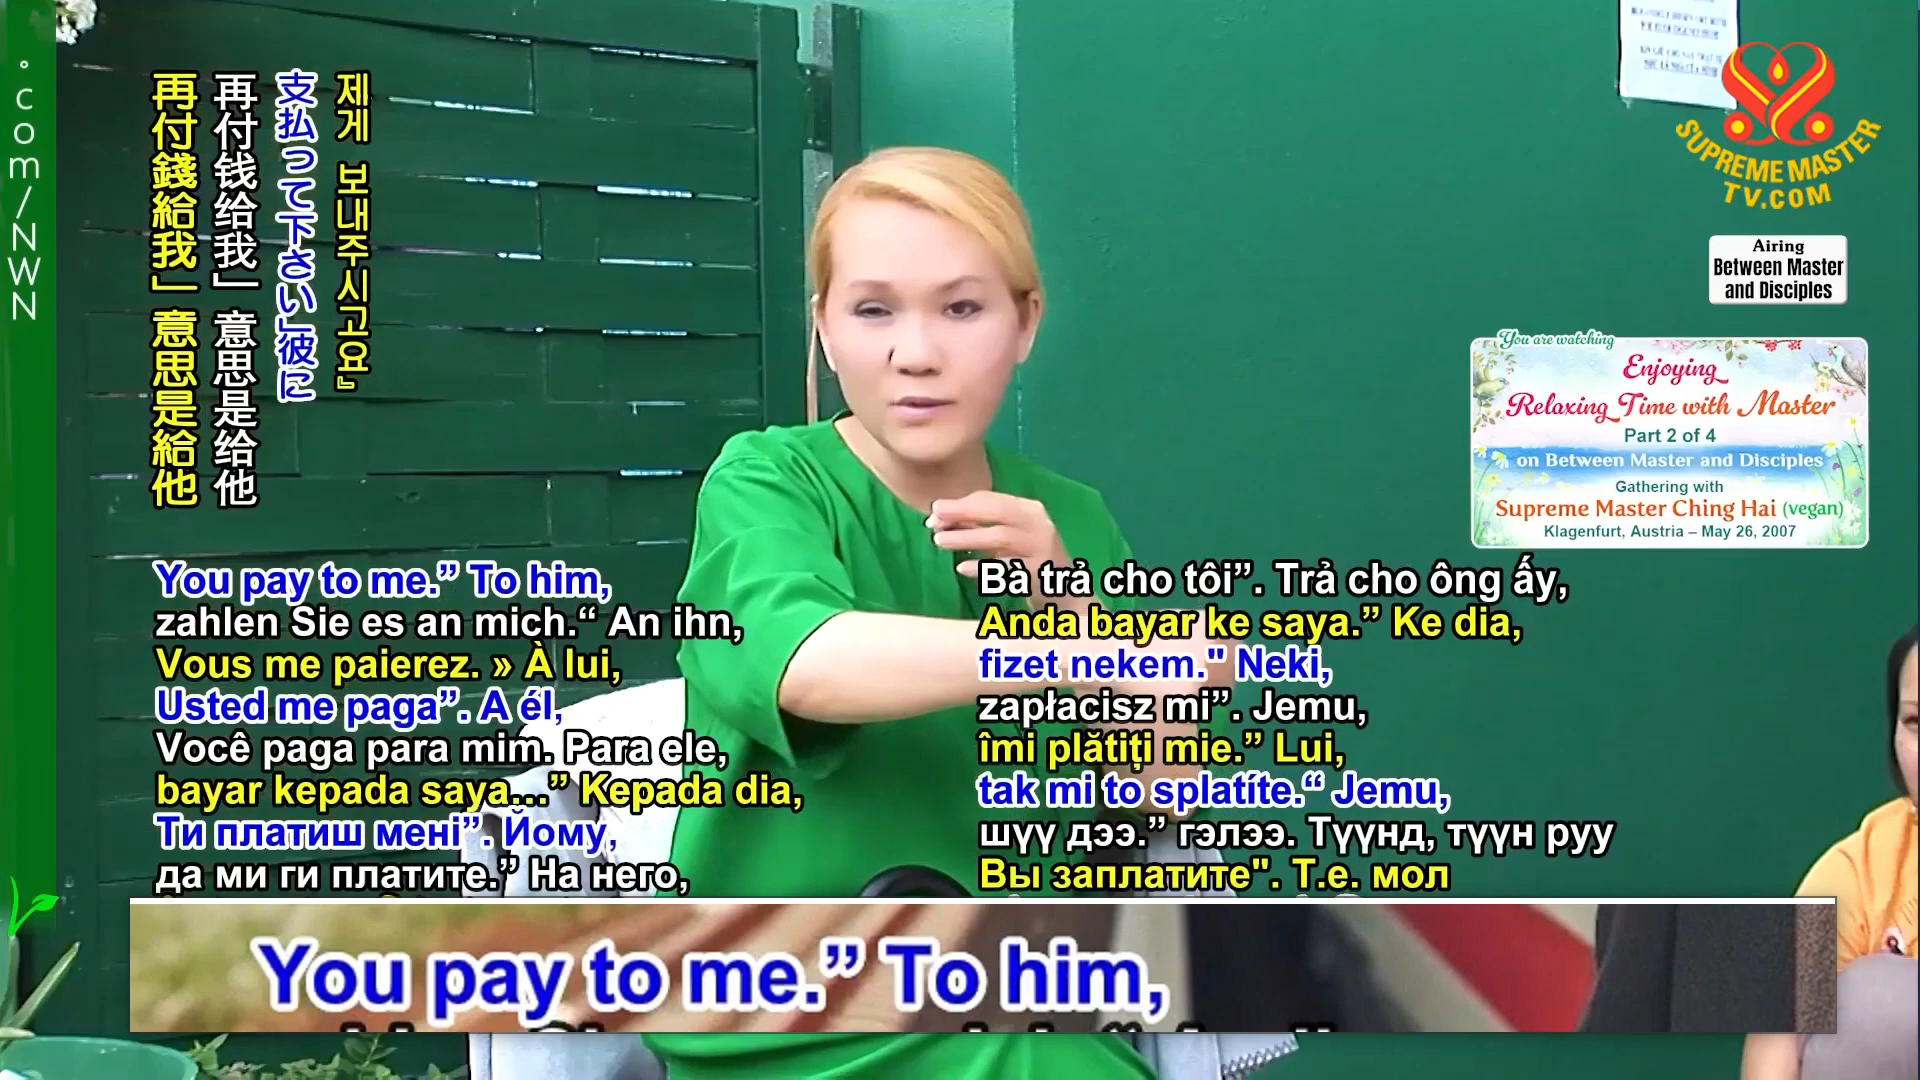 .com/NWN
제게 보내주시고요』
支払って下さい」彼に
再付钱给我」意思是给他
再付錢給我」意思是給他
SUPREME MASTER
TV.COM
Airing
Between Master
and Disciples
You are watching
Enjoying
Relaxing Time with Master
Part 2 of 4
on Between Master and Disciples
Gathering with
Supreme Master Ching Hai (vegan)
Klagenfurt, Austria – May 26, 2007
You pay to me.” To him,
zahlen Sie es an mich.“ An ihn,
Vous me paierez. » À lui,
Usted me paga”. A él,
Você paga para mim. Para ele,
bayar kepada saya...” Kepada dia,
Ти платиш мені”. Йому,
да ми ги платите.” На него,
Bà trả cho tôi”. Trả cho ông ấy,
Anda bayar ke saya.” Ke dia,
fizet nekem." Neki,
zapłacisz mi”. Jemu,
îmi plătiți mie.” Lui,
tak mi to splatíte.“ Jemu,
шүү дээ.” гэлээ. Түүнд, түүн руу
Вы заплатите". Т.е. мол
You pay to me.” To him,